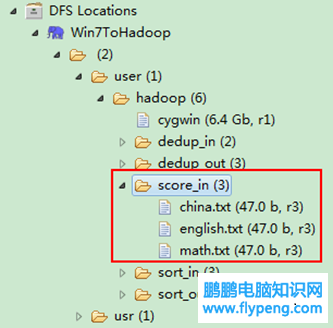 DFS Locations
Win7ToHadoop
(2)
user (1)
hadoop (6)
cygwin (6.4 Gb, r1)
dedup_in (2)
dedup_out (3)
score_in (3)
china.txt (47.0 b, r3)
english.txt (47.0 b, r3)
math.txt (47.0 b, r3)
sort_in (3)
sort_o
usr (1)
鹏鹏电脑知识网
www.flypeng.com